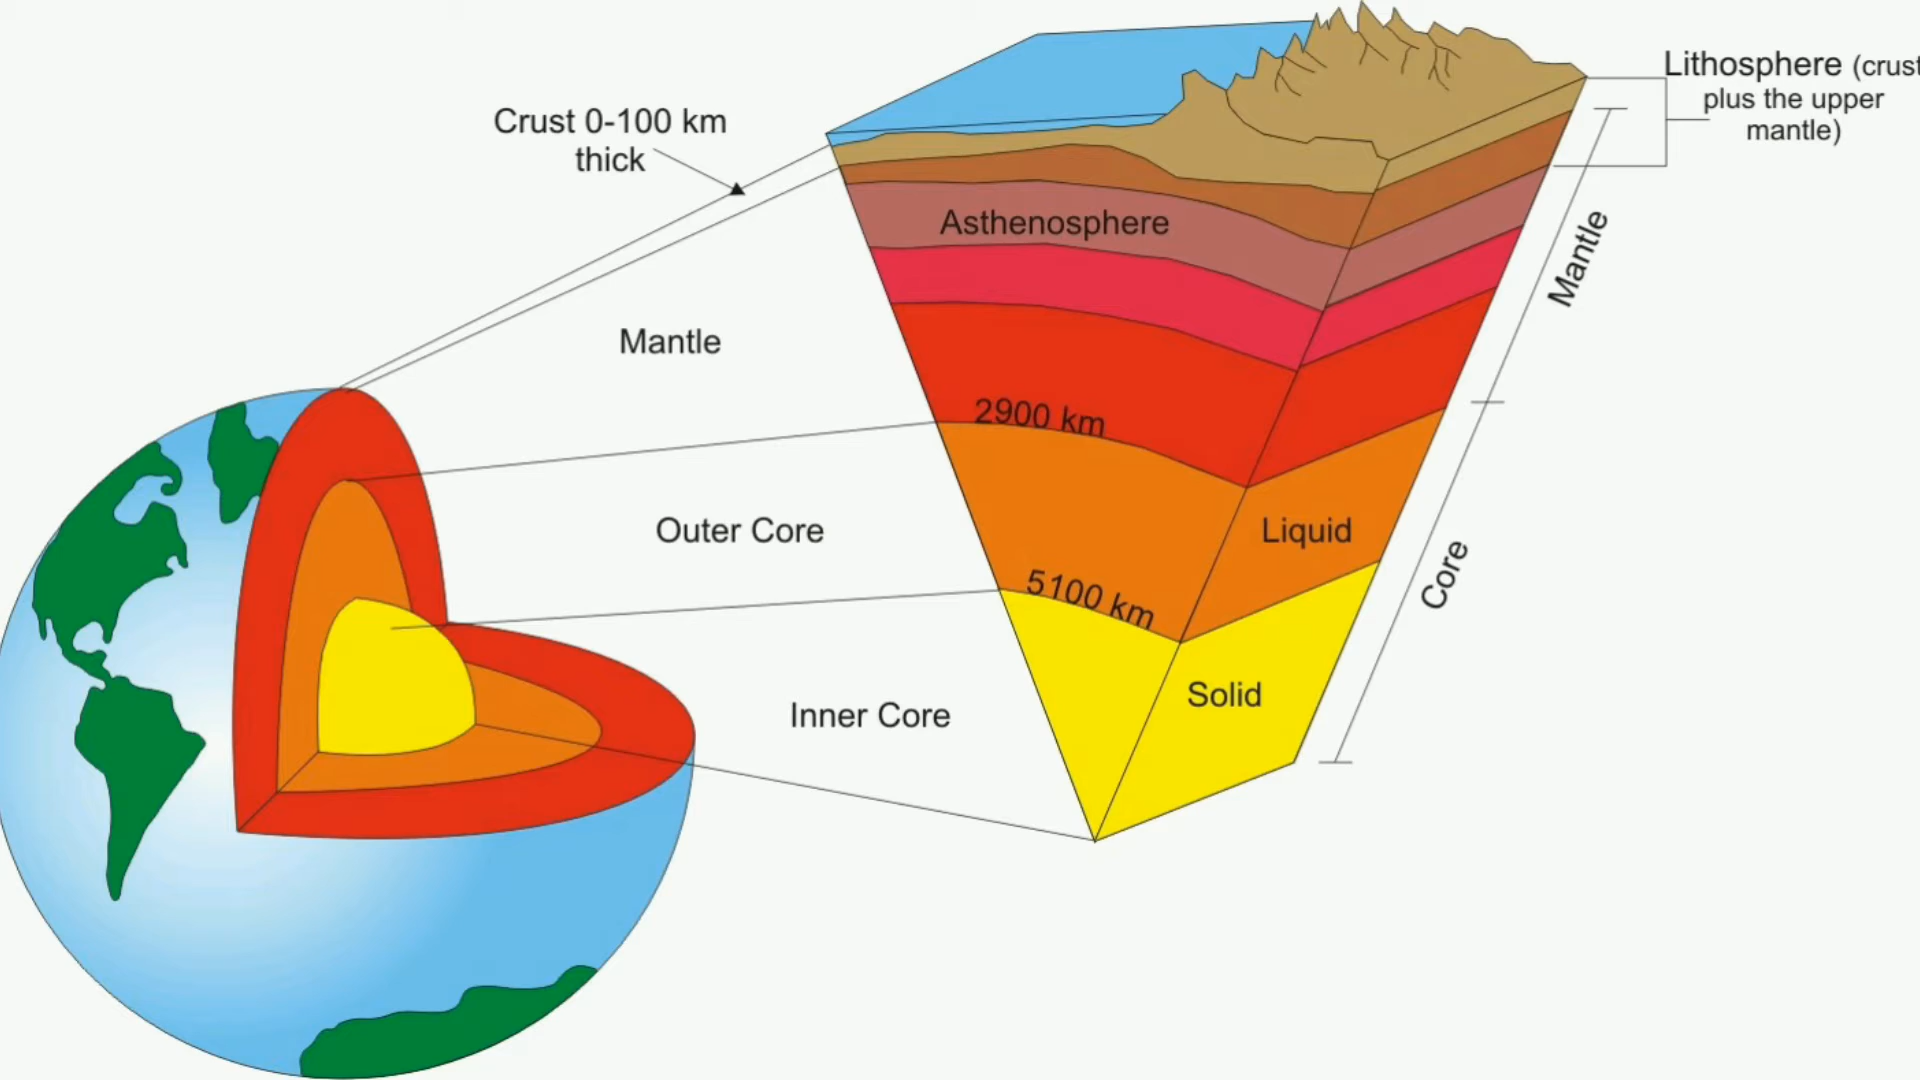 Crust 0-100 km
thick
Lithosphere (crust
plus the upper
mantle)
Asthenosphere
Mantle
Mantle
2900 km
Outer Core
Liquid
5100 km
Core
Inner Core
Solid